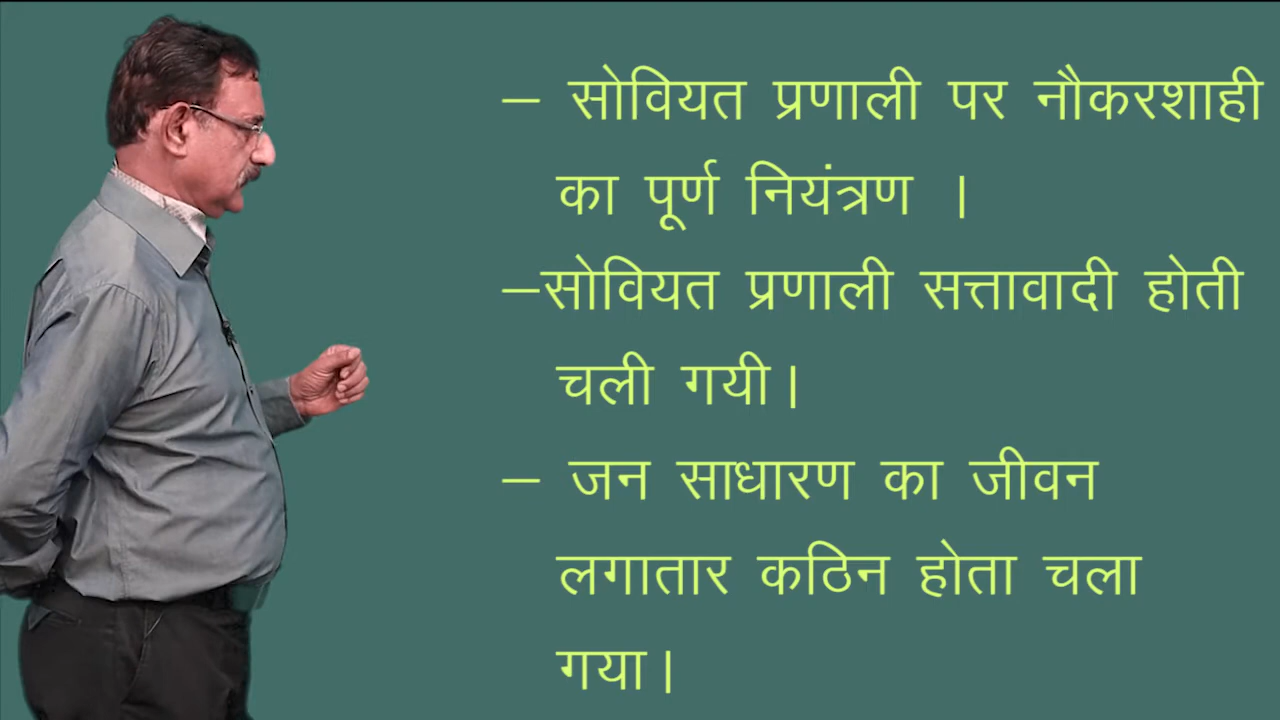 – सोवियत प्रणाली पर नौकरशाही
का पूर्ण नियंत्रण ।
–सोवियत प्रणाली सत्तावादी होती
चली गयी।
– जन साधारण का जीवन
लगातार कठिन होता चला
गया।